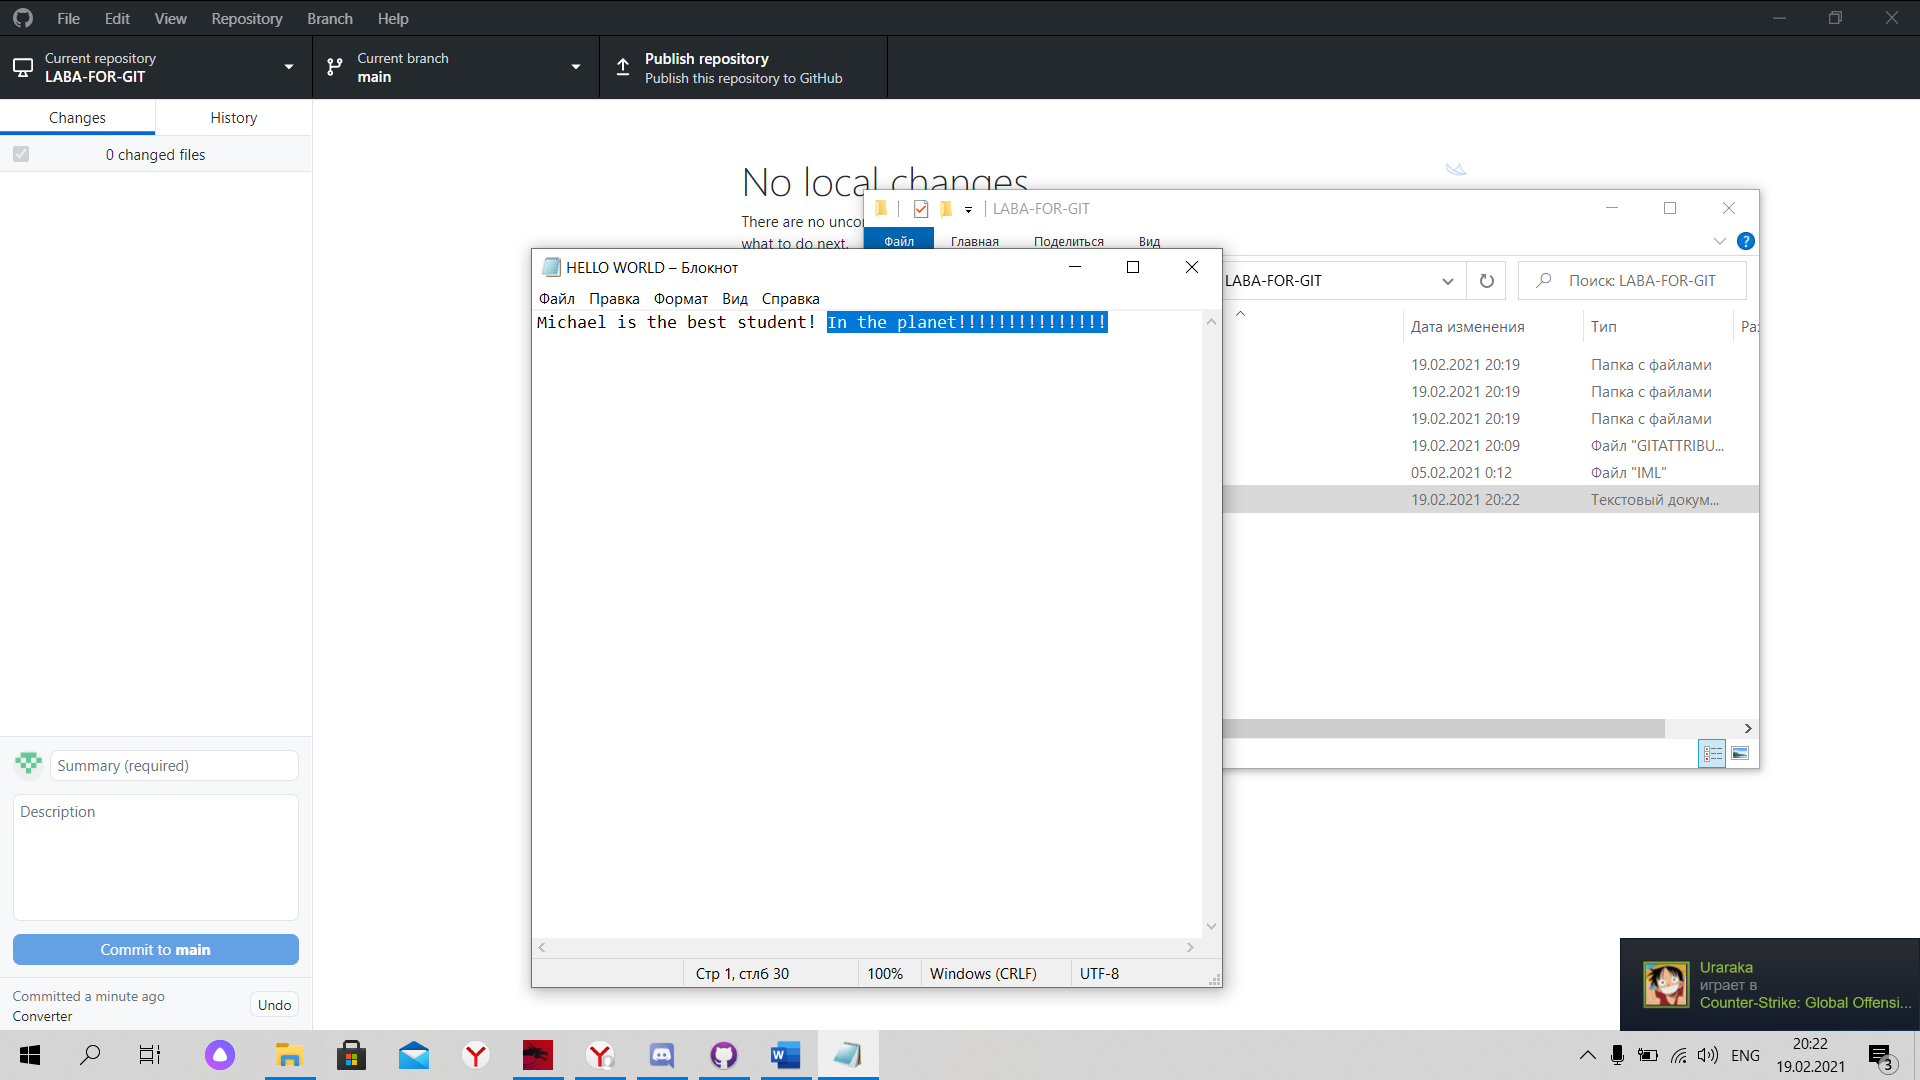 File Edit View Repository Branch Help
Current repository
LABA-FOR-GIT
Current branch
main
Publish repository
Publish this repository to GitHub
Changes History
0 changed files
No local changes
There are no
what to do next.
LABA-FOR-GIT
Файл Главная Поделиться Вид
LABA-FOR-GIT
Поиск: LABA-FOR-GIT
Дата изменения Тип
19.02.2021 20:19 Папка с файлами
19.02.2021 20:19 Папка с файлами
19.02.2021 20:19 Папка с файлами
19.02.2021 20:09 Файл "GITATTRIBU...
05.02.2021 0:12 Файл "IML"
19.02.2021 20:22 Текстовый докум...
HELLO WORLD – Блокнот
Файл Правка Формат Вид Справка
Michael is the best student! In the planet!!!!!!!!!!!!!!!
Стр 1, стлб 30 100% Windows (CRLF) UTF-8
Summary (required)
Description
Commit to main
Committed a minute ago
Converter
Undo
Uraraka
играет в
Counter-Strike: Global Offensi...
ENG
20:22
19.02.2021
3